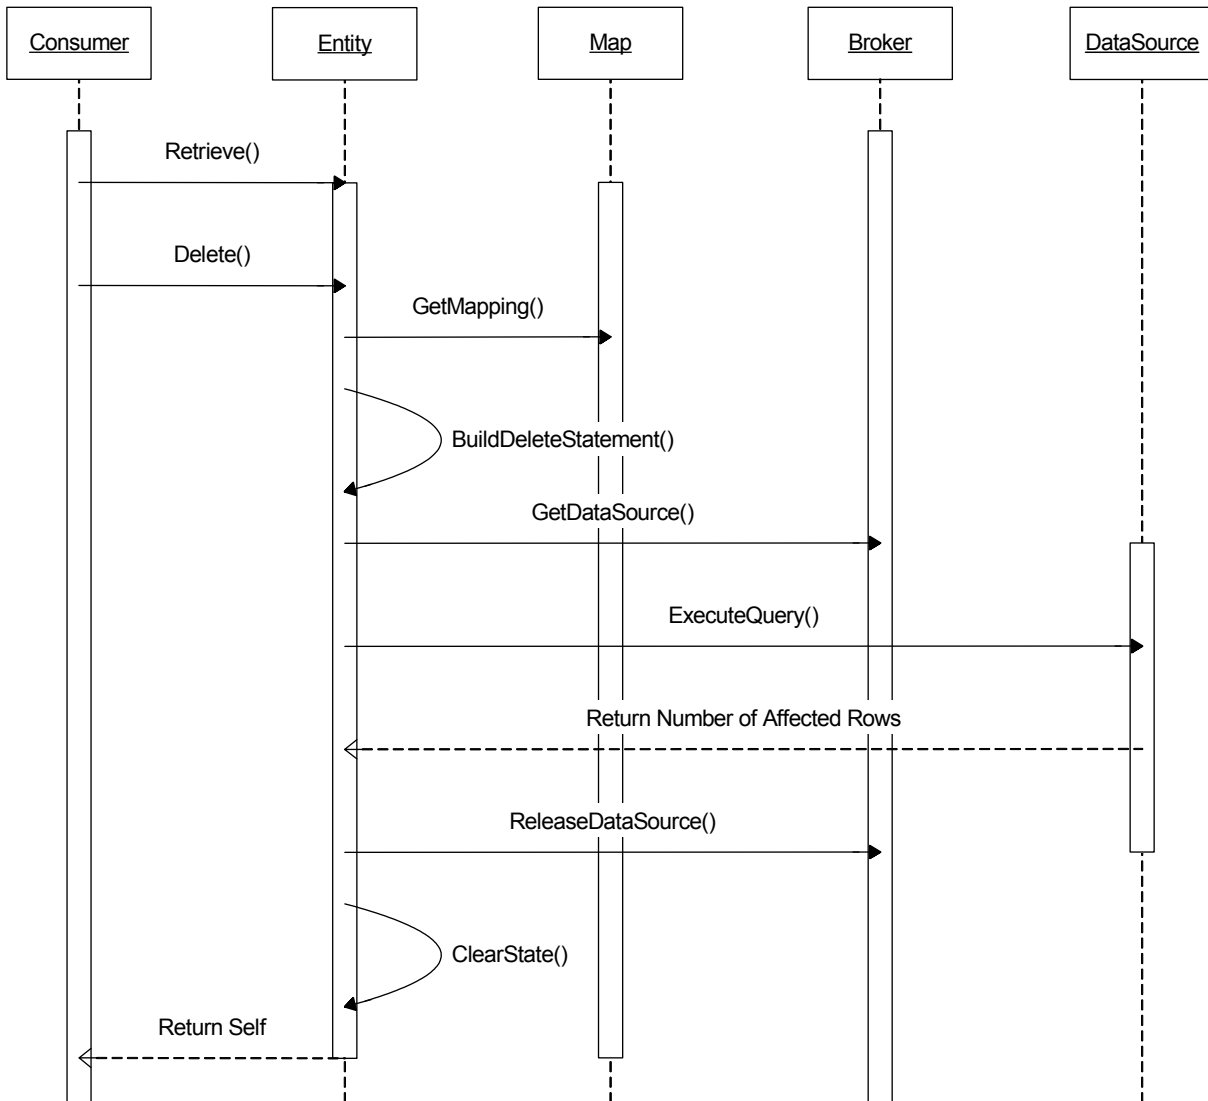 Consumer
Entity
Map
Broker
DataSource
Retrieve()
Delete()
GetMapping()
BuildDeleteStatement()
GetDataSource()
ExecuteQuery()
Return Number of Affected Rows
ReleaseDataSource()
ClearState()
Return Self